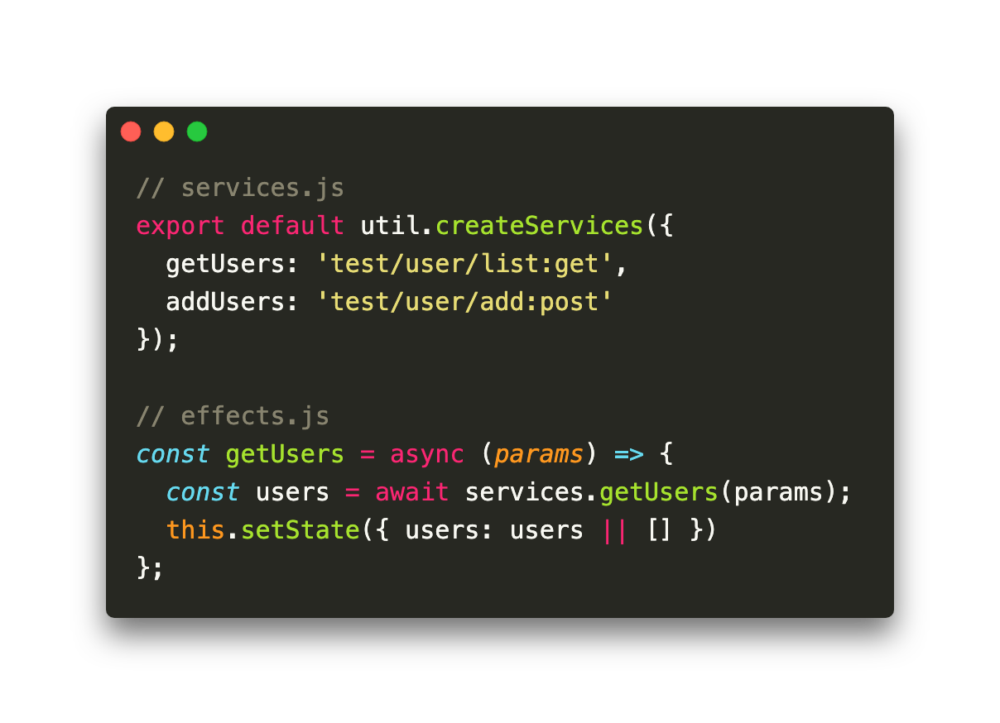 // services.js
export default util.createServices({
  getUsers: 'test/user/list:get',
  addUsers: 'test/user/add:post'
});

// effects.js
const getUsers = async (params) => {
  const users = await services.getUsers(params);
  this.setState({ users: users || [] })
};